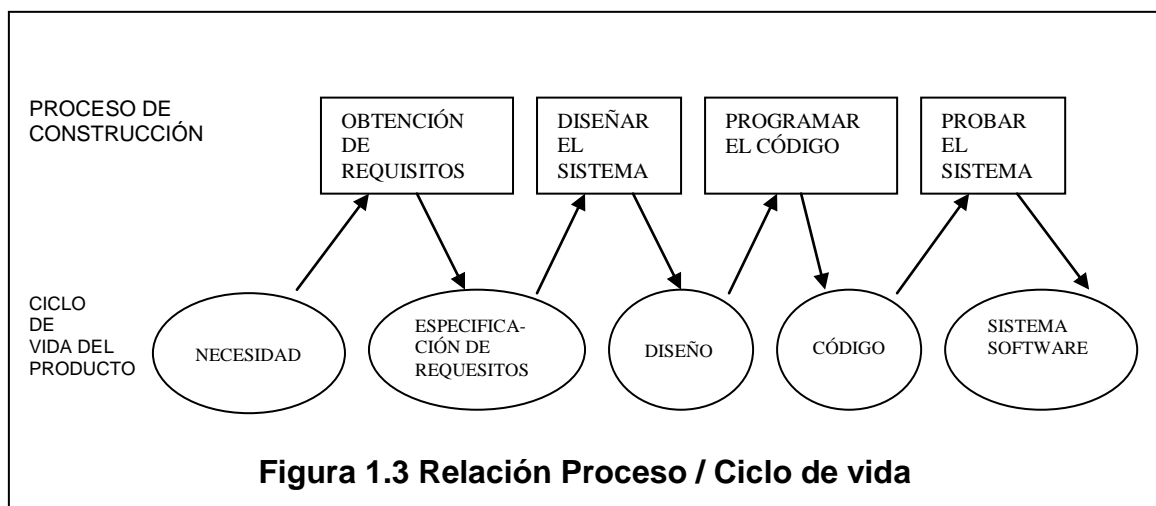 PROCESO DE
CONSTRUCCIÓN
OBTENCIÓN
DE
REQUISITOS
DISEÑAR
EL
SISTEMA
PROGRAMAR
EL CÓDIGO
PROBAR
EL
SISTEMA
CICLO
DE
VIDA DEL
PRODUCTO
NECESIDAD
ESPECIFICA-
CIÓN DE
REQUESITOS
DISEÑO
CÓDIGO
SISTEMA
SOFTWARE
Figura 1.3 Relación Proceso / Ciclo de vida